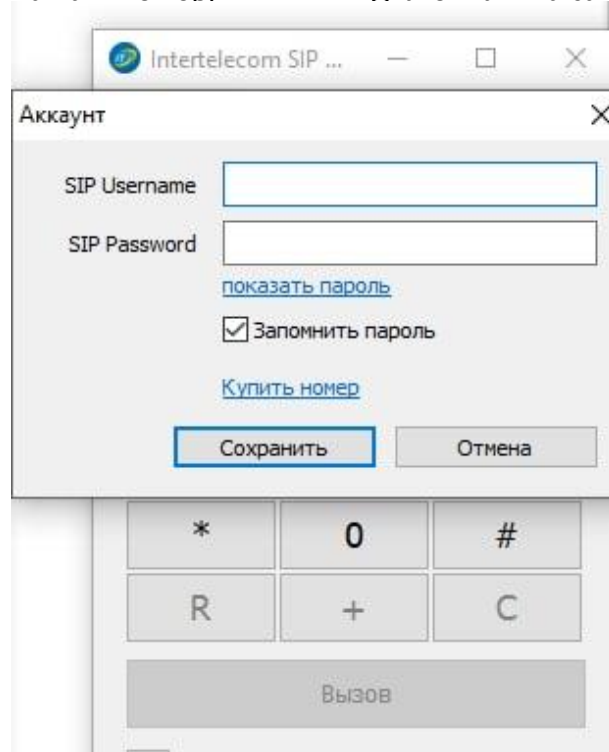 Intertelecom SIP ...
Аккаунт
SIP Username
SIP Password
показать пароль
Запомнить пароль
Купить номер
Сохранить Отмена
* 0 #
R + C
Вызов